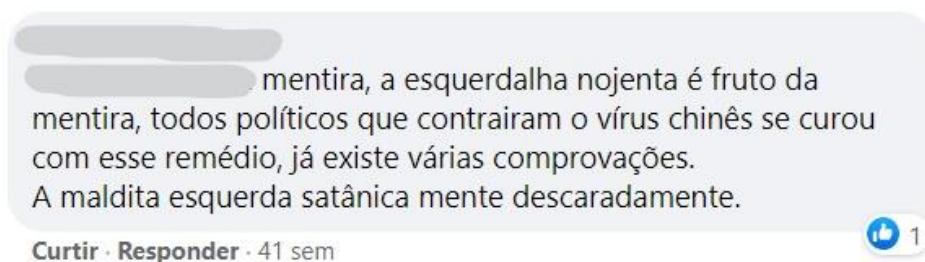 mentira, a esquerdalha nojenta é fruto da
mentira, todos políticos que contrairam o vírus chinês se curou
com esse remédio, já existe várias comprovações.
A maldita esquerda satânica mente descaradamente.
Curtir · Responder · 41 sem
1